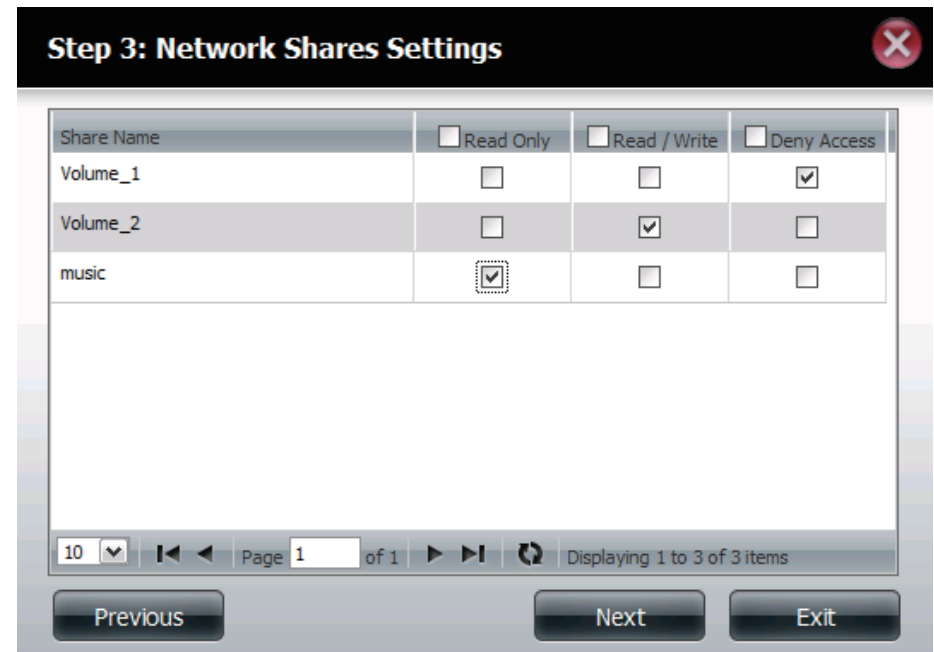 Step 3: Network Shares Settings
Share Name Read Only Read / Write Deny Access
Volume_1
Volume_2
music
10 Page 1 of 1 Displaying 1 to 3 of 3 items
Previous Next Exit